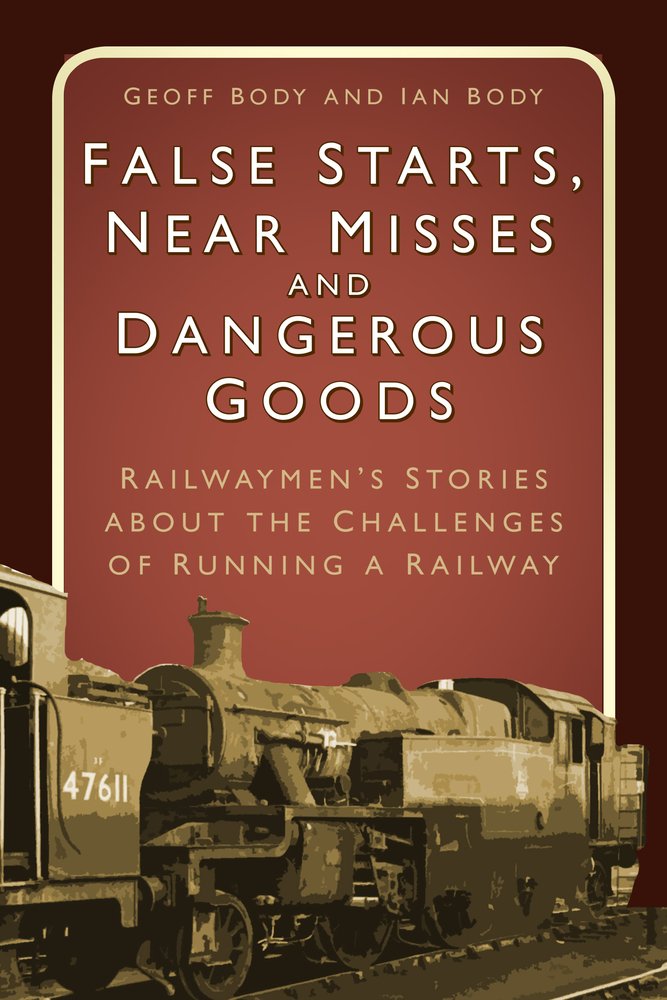 GEOFF BODY AND IAN BODY
FALSE STARTS,
NEAR MISSES
AND
DANGEROUS
GOODS
RAILWAYMEN'S STORIES
ABOUT THE CHALLENGES
OF RUNNING A RAILWAY
3F
47611